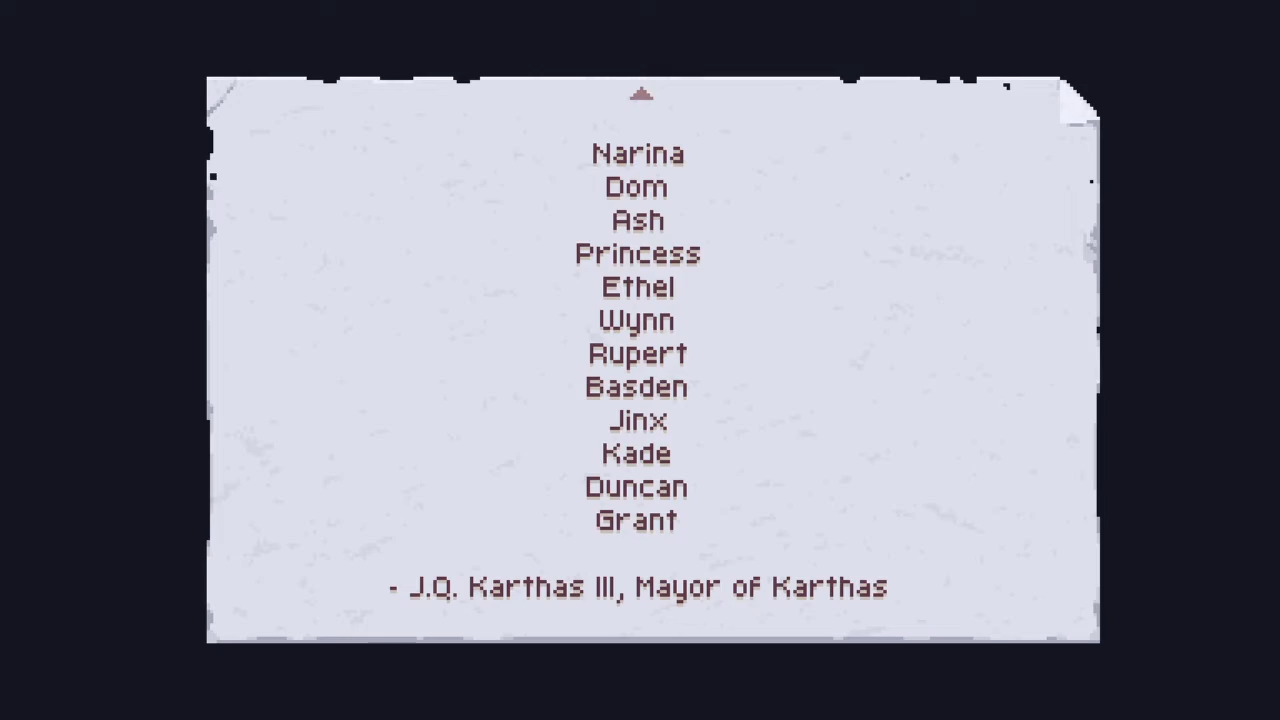 Narina
Dom
Ash
Princess
Ethel
Wynn
Rupert
Basden
Jinx
Kade
Duncan
Grant
- J.Q. Karthas III, Mayor of Karthas